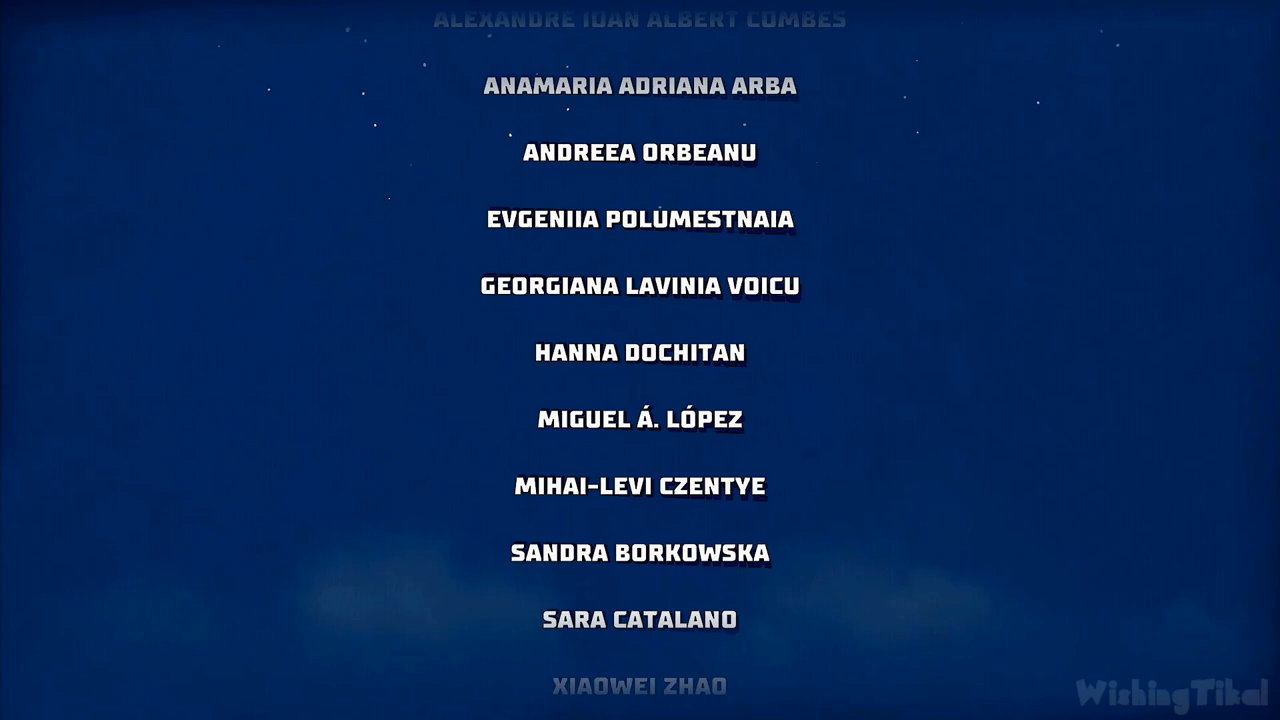 ALEXANDRE IOAN ALBERT COMBES
ANAMARIA ADRIANA ARBA
ANDREEA ORBEANU
EVGENIIA POLUMESTNAIA
GEORGIANA LAVINIA VOICU
HANNA DOCHITAN
MIGUEL Á. LÓPEZ
MIHAI-LEVI CZENTYE
SANDRA BORKOWSKA
SARA CATALANO
XIAOWEI ZHAO
WishingTikal